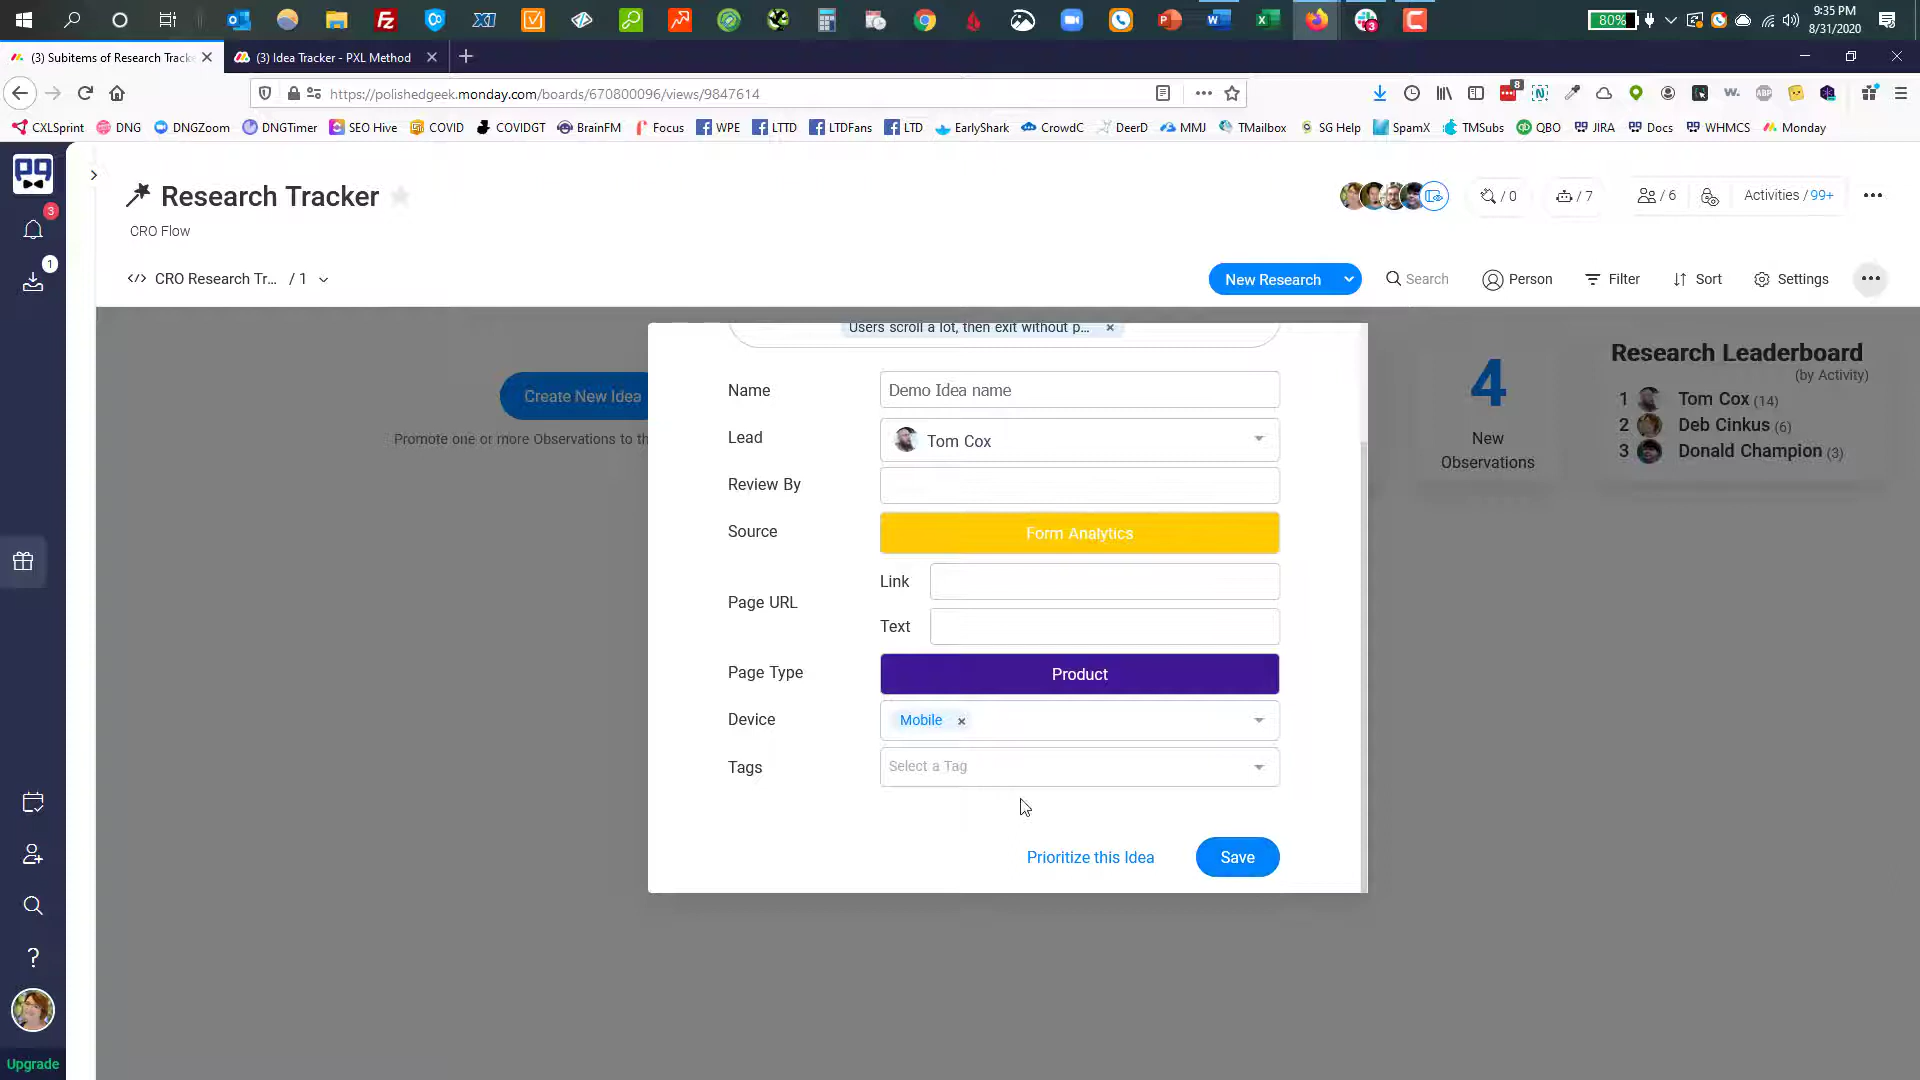 80%
9:35 PM
8/31/2020
(3) Subitems of Research Tracke
(3) Idea Tracker - PXL Method
https://polishedgeek.monday.com/boards/670800096/views/9847614
8
CXLSprint
DNG
DNGZoom
DNGTimer
SEO Hive
COVID
COVIDGT
BrainFM
Focus
WPE
LTTD
LTDFans
LTD
EarlyShark
CrowdC
DeerD
MMJ
TMailbox
SG Help
SpamX
TMSubs
QBO
JIRA
Docs
WHMCS
Monday
Research Tracker
/ 0
/ 7
/ 6
Activities / 99+
CRO Flow
CRO Research Tr... / 1
New Research
Search
Person
Filter
Sort
Settings
3
1
Create New Idea
Promote one or more Observations to th
Users scroll a lot, then exit without p... ×
Name
Demo Idea name
Lead
Tom Cox
Review By
Source
Form Analytics
Page URL
Link
Text
Page Type
Product
Device
Mobile ×
Tags
Select a Tag
Prioritize this Idea
Save
4
New
Observations
Research Leaderboard
(by Activity)
1 Tom Cox (14)
2 Deb Cinkus (6)
3 Donald Champion (3)
Upgrade